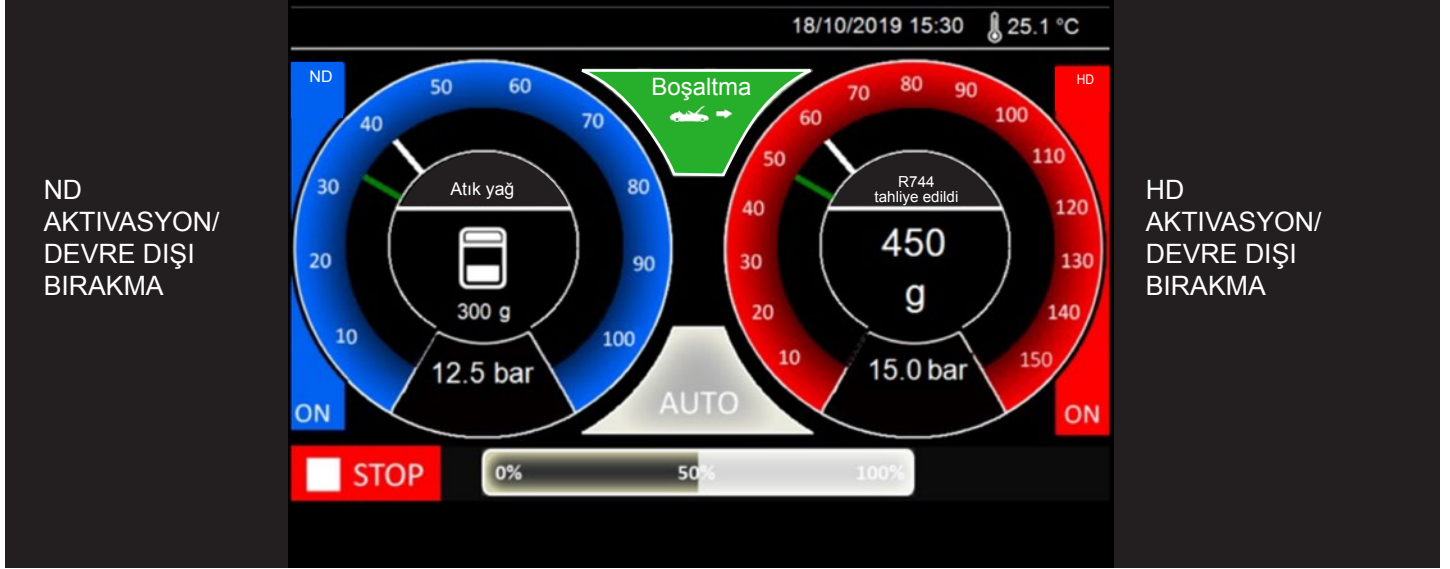 18/10/2019 15:30 25.1 °C
ND
AKTIVASYON/
DEVRE DIŞI
BIRAKMA
ND
10
20
30
40
50
60
70
80
90
100
Atık yağ
300 g
12.5 bar
ON
Boşaltma
AUTO
HD
10
20
30
40
50
60
70
80
90
100
110
120
130
140
150
R744
tahliye edildi
450
g
15.0 bar
ON
HD
AKTIVASYON/
DEVRE DIŞI
BIRAKMA
STOP
0% 50% 100%